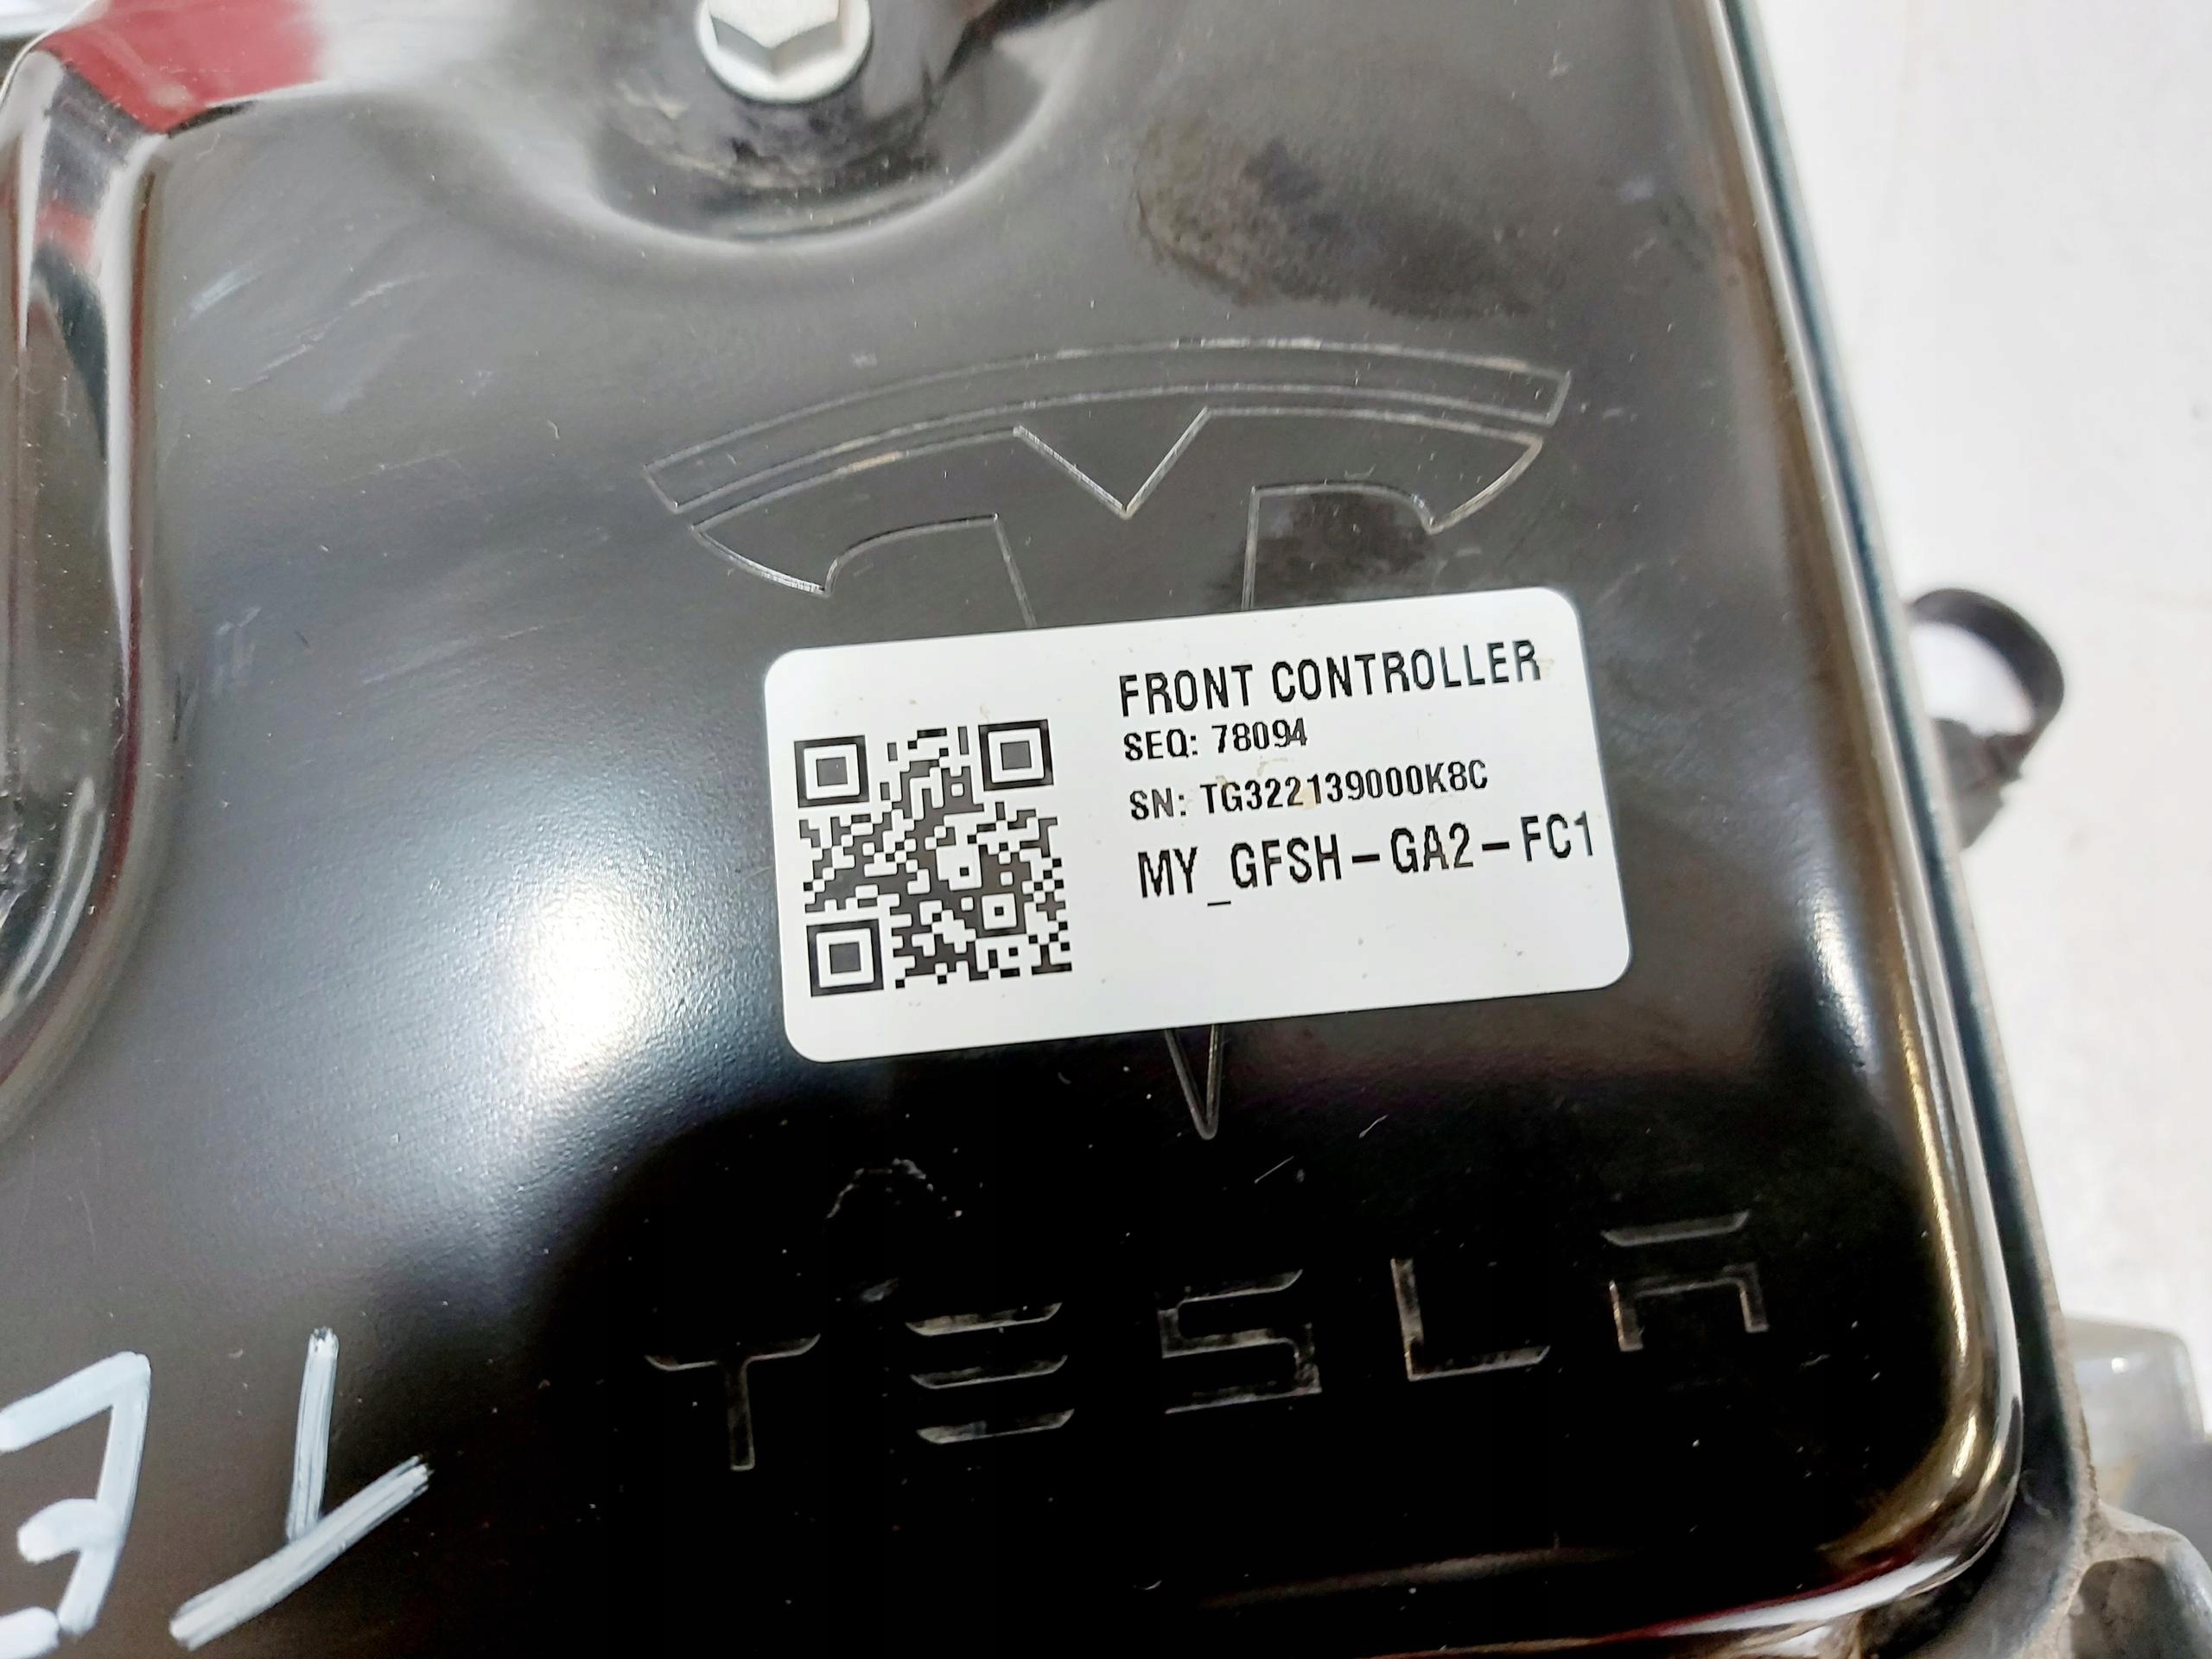 FRONT CONTROLLER
SEQ: 78094
SN: TG322139000K8C
MY_GFSH-GA2-FC1
TESLA